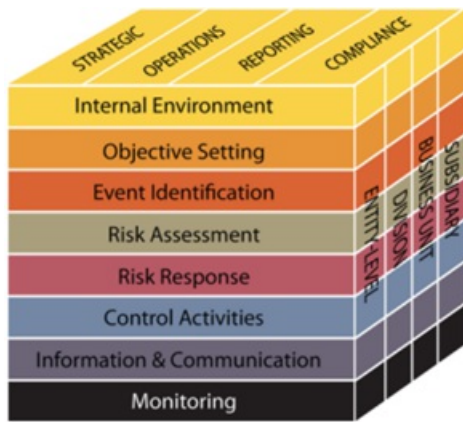 STRATEGIC
OPERATIONS
REPORTING
COMPLIANCE
Internal Environment
Objective Setting
Event Identification
Risk Assessment
Risk Response
Control Activities
Information & Communication
Monitoring
ENTITY-LEVEL
DIVISION
BUSINESS UNIT
SUBSIDIARY